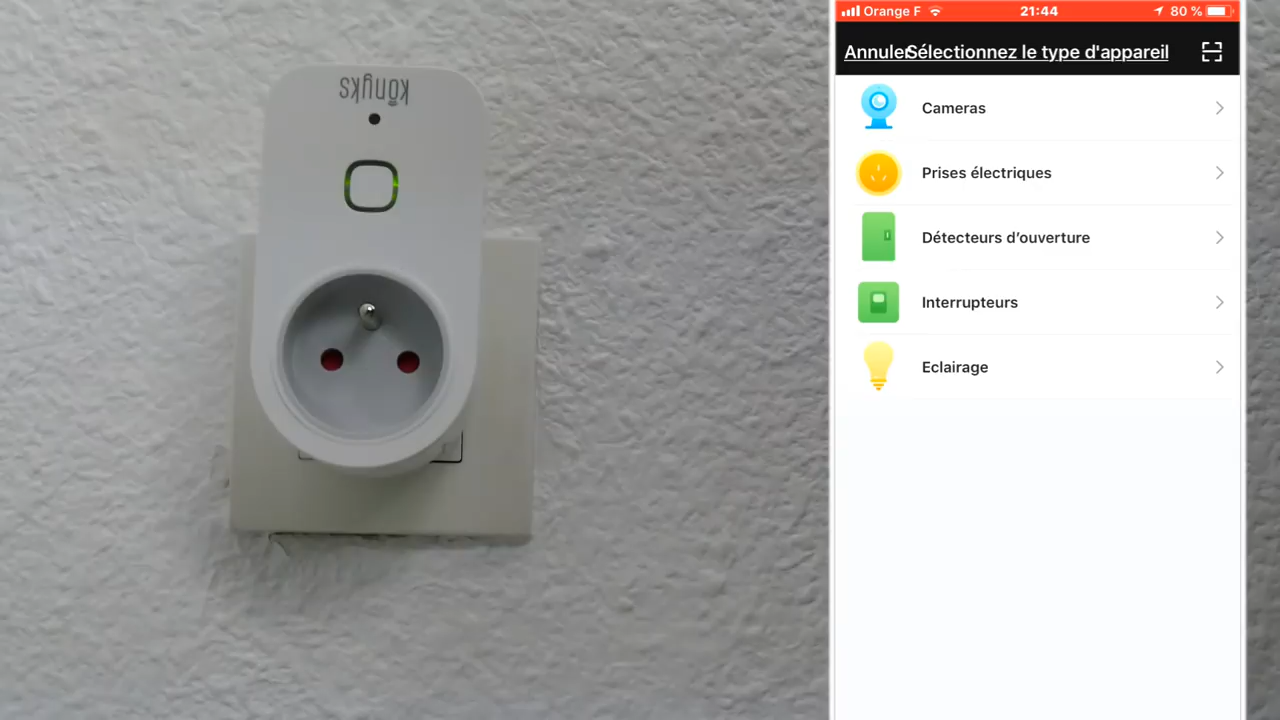 konyks
Orange F 21:44 80 %
Annuler Sélectionnez le type d'appareil
Cameras
Prises électriques
Détecteurs d’ouverture
Interrupteurs
Eclairage